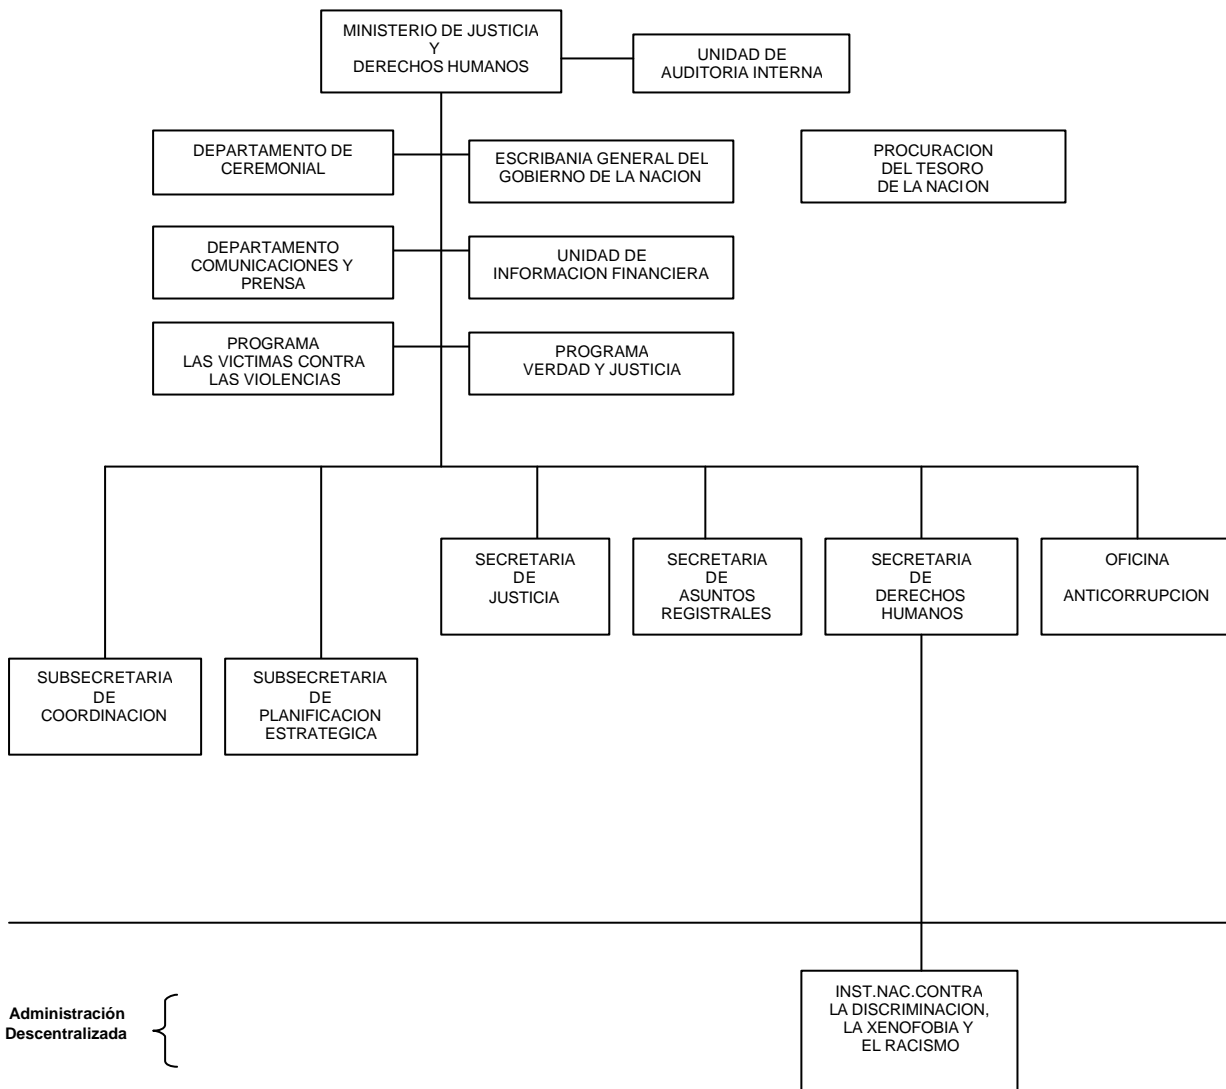 MINISTERIO DE JUSTICIA
Y
DERECHOS HUMANOS
UNIDAD DE
AUDITORIA INTERNA
DEPARTAMENTO DE
CEREMONIAL
ESCRIBANIA GENERAL DEL
GOBIERNO DE LA NACION
PROCURACION
DEL TESORO
DE LA NACION
DEPARTAMENTO
COMUNICACIONES Y
PRENSA
UNIDAD DE
INFORMACION FINANCIERA
PROGRAMA
LAS VICTIMAS CONTRA
LAS VIOLENCIAS
PROGRAMA
VERDAD Y JUSTICIA
SECRETARIA
DE
JUSTICIA
SECRETARIA
DE
ASUNTOS
REGISTRALES
SECRETARIA
DE
DERECHOS
HUMANOS
OFICINA
ANTICORRUPCION
SUBSECRETARIA
DE
COORDINACION
SUBSECRETARIA
DE
PLANIFICACION
ESTRATEGICA
Administración
Descentralizada
INST.NAC.CONTRA
LA DISCRIMINACION,
LA XENOFOBIA Y
EL RACISMO